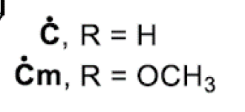 Ċ, R = H
Ċm, R = OCH₃